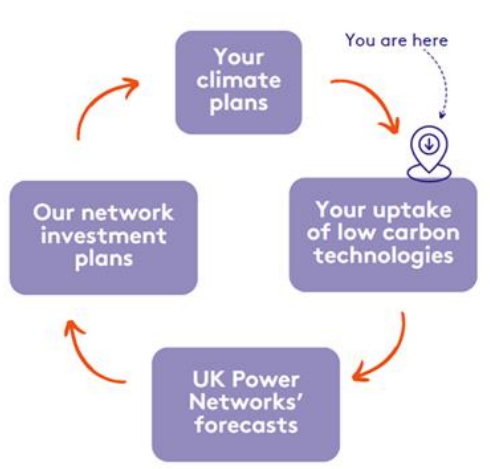 You are here
Your
climate
plans
Your uptake
of low carbon
technologies
UK Power
Networks’
forecasts
Our network
investment
plans